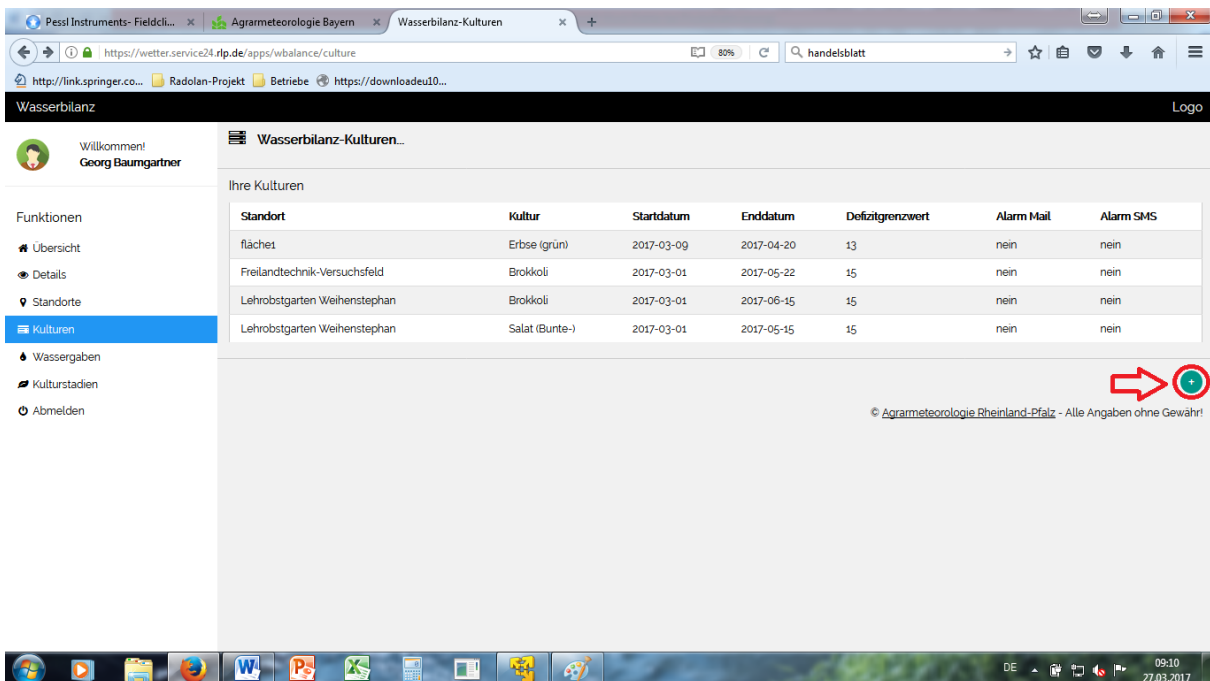 Pessl Instruments- Fieldcli... Agrarmeteorologie Bayern Wasserbilanz-Kulturen
https://wetter.service24.rlp.de/apps/wbalance/culture 80% handelsblatt
http://link.springer.co... Radolan-Projekt Betriebe https://downloadeu10...
Wasserbilanz Logo
Willkommen!
Georg Baumgartner
Wasserbilanz-Kulturen...
Ihre Kulturen
Funktionen
Übersicht
Details
Standorte
Kulturen
Wassergaben
Kulturstadien
Abmelden
Standort Kultur Startdatum Enddatum Defizitgrenzwert Alarm Mail Alarm SMS
fläche1 Erbse (grün) 2017-03-09 2017-04-20 13 nein nein
Freilandtechnik-Versuchsfeld Brokkoli 2017-03-01 2017-05-22 15 nein nein
Lehrobstgarten Weihenstephan Brokkoli 2017-03-01 2017-06-15 15 nein nein
Lehrobstgarten Weihenstephan Salat (Bunte-) 2017-03-01 2017-05-15 15 nein nein
+
© Agrarmeteorologie Rheinland-Pfalz - Alle Angaben ohne Gewähr!
DE 09:10
27.03.2017